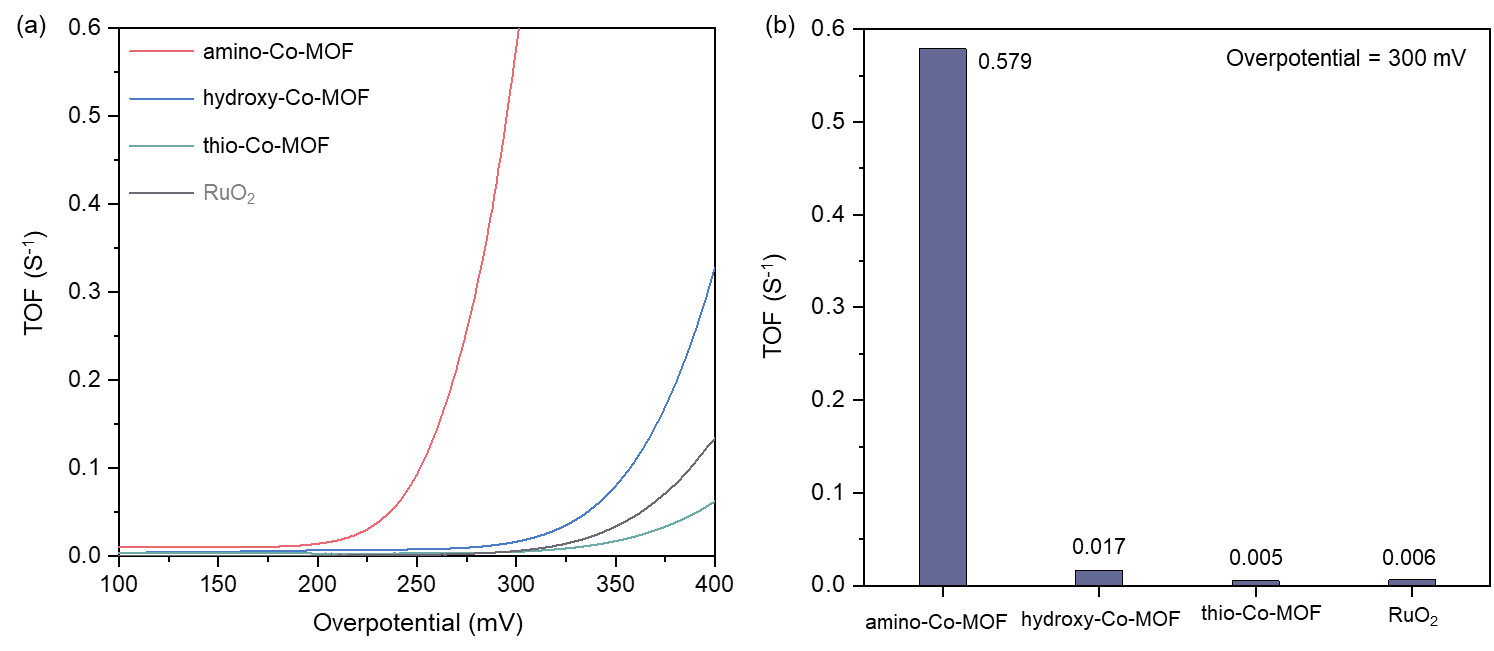 (a)
0.6
0.5
0.4
0.3
0.2
0.1
0.0
TOF (S⁻¹)
amino-Co-MOF
hydroxy-Co-MOF
thio-Co-MOF
RuO₂
100 150 200 250 300 350 400
Overpotential (mV)
(b)
0.6
0.5
0.4
0.3
0.2
0.1
0.0
TOF (S⁻¹)
Overpotential = 300 mV
0.579
0.017
0.005
0.006
amino-Co-MOF hydroxy-Co-MOF thio-Co-MOF RuO₂